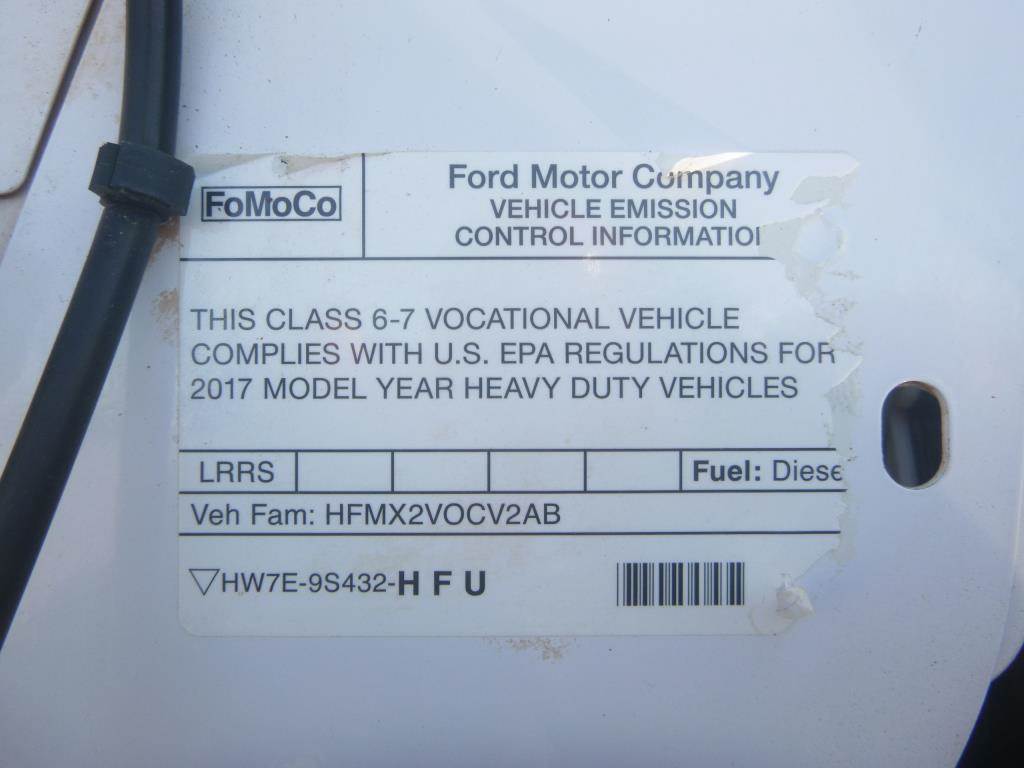 FoMoCo
Ford Motor Company
VEHICLE EMISSION
CONTROL INFORMATIO
THIS CLASS 6-7 VOCATIONAL VEHICLE
COMPLIES WITH U.S. EPA REGULATIONS FOR
2017 MODEL YEAR HEAVY DUTY VEHICLES
LRRS Fuel: Diese
Veh Fam: HFMX2VOCV2AB
▽HW7E-9S432-HFU